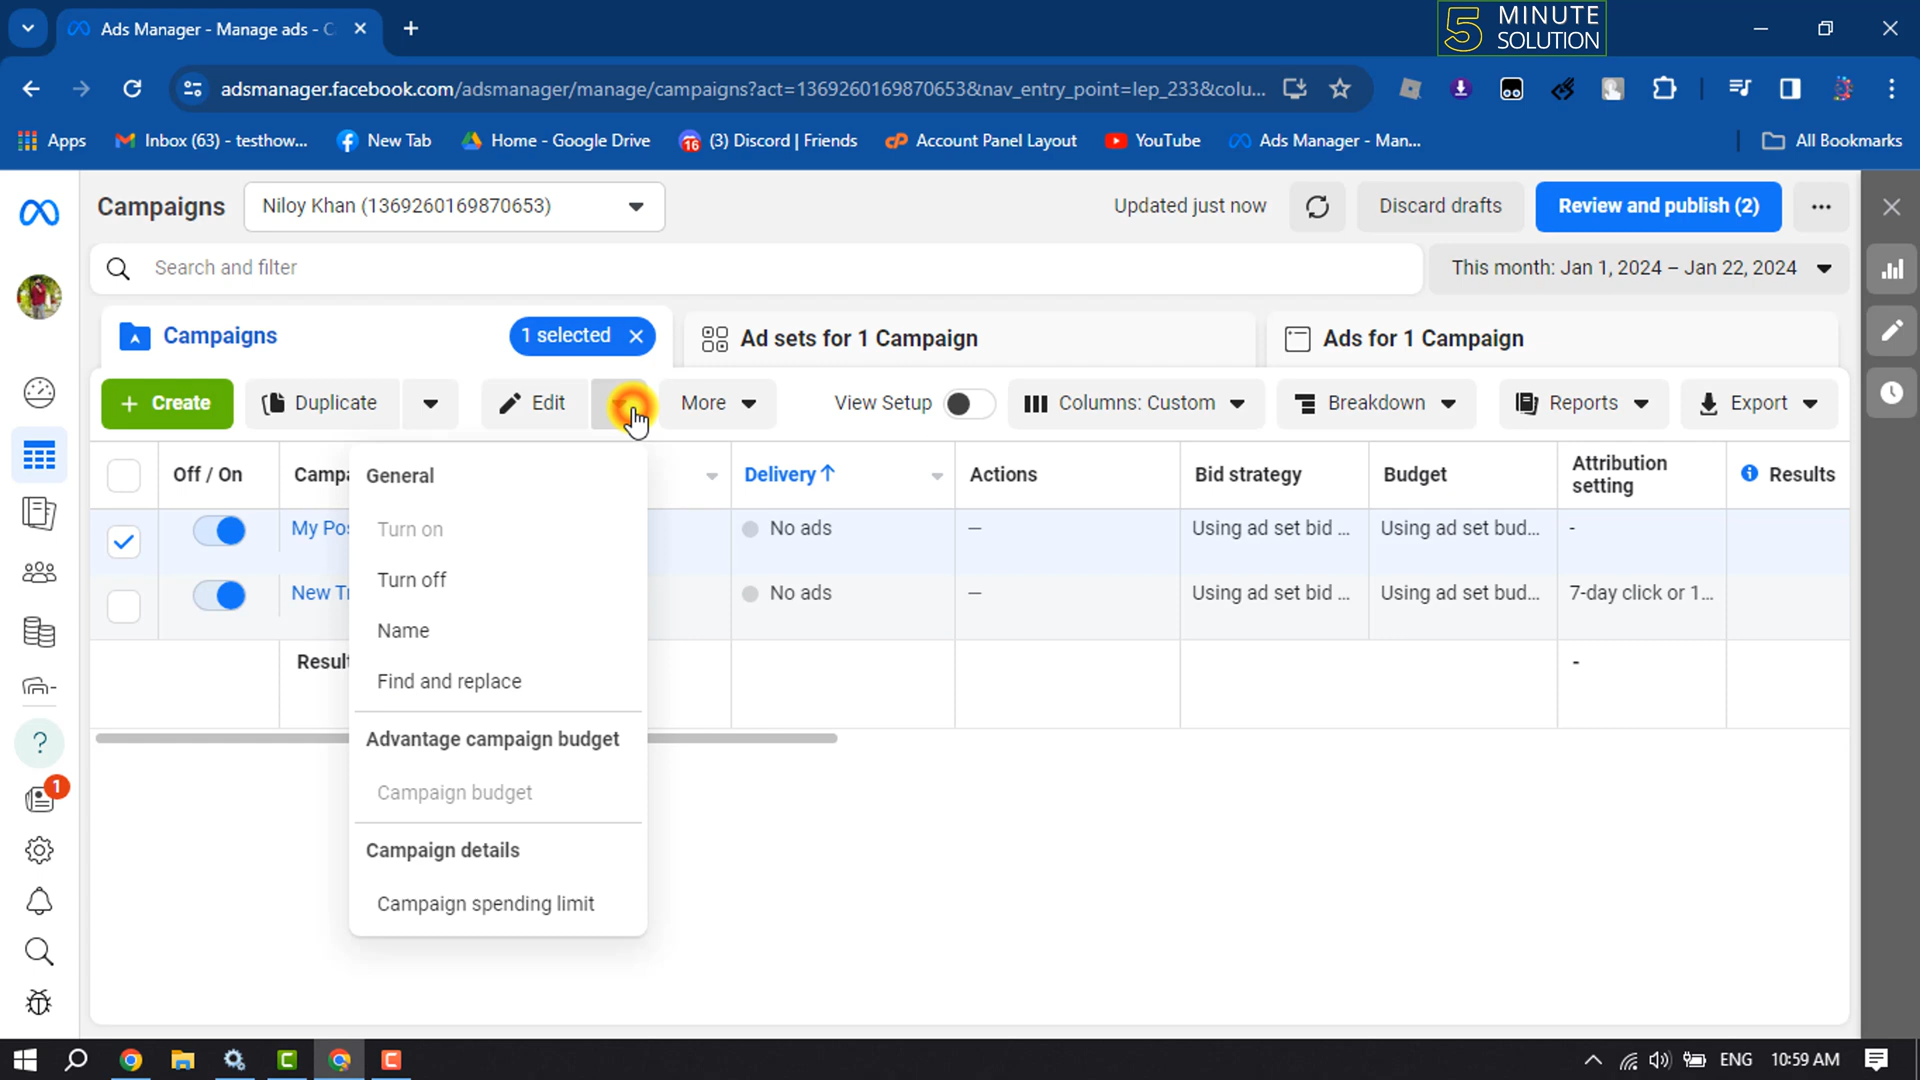 Ads Manager - Manage ads - C
5 MINUTE
SOLUTION
adsmanager.facebook.com/adsmanager/manage/campaigns?act=1369260169870653&nav_entry_point=lep_233&colu...
Apps
Inbox (63) - testhow...
New Tab
Home - Google Drive
16
(3) Discord | Friends
Account Panel Layout
YouTube
Ads Manager - Man...
All Bookmarks
Campaigns
Niloy Khan (1369260169870653)
Updated just now
Discard drafts
Review and publish (2)
Search and filter
This month: Jan 1, 2024 – Jan 22, 2024
Campaigns
1 selected
Ad sets for 1 Campaign
Ads for 1 Campaign
+ Create
Duplicate
Edit
More
View Setup
Columns: Custom
Breakdown
Reports
Export
Off / On
Campa
Delivery↑
Actions
Bid strategy
Budget
Attribution
setting
Results
My Pos
No ads
—
Using ad set bid ...
Using ad set bud...
-
New Tr
No ads
—
Using ad set bid ...
Using ad set bud...
7-day click or 1...
Result
-
General
Turn on
Turn off
Name
Find and replace
Advantage campaign budget
Campaign budget
Campaign details
Campaign spending limit
?
1
ENG
10:59 AM